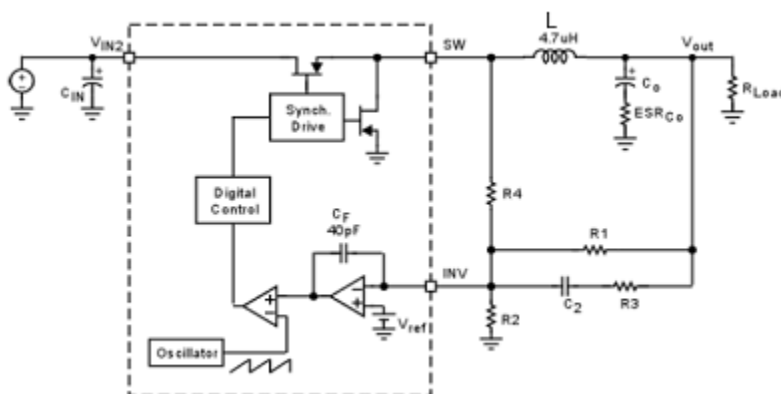 L
4.7uH
VIN2
SW
Vout
CIN
Co
ESRCo
RLoad
Synch.
Drive
Digital
Control
R4
CF
40pF
R1
INV
C2
R3
R2
+
−
−
+
Vref
Oscillator